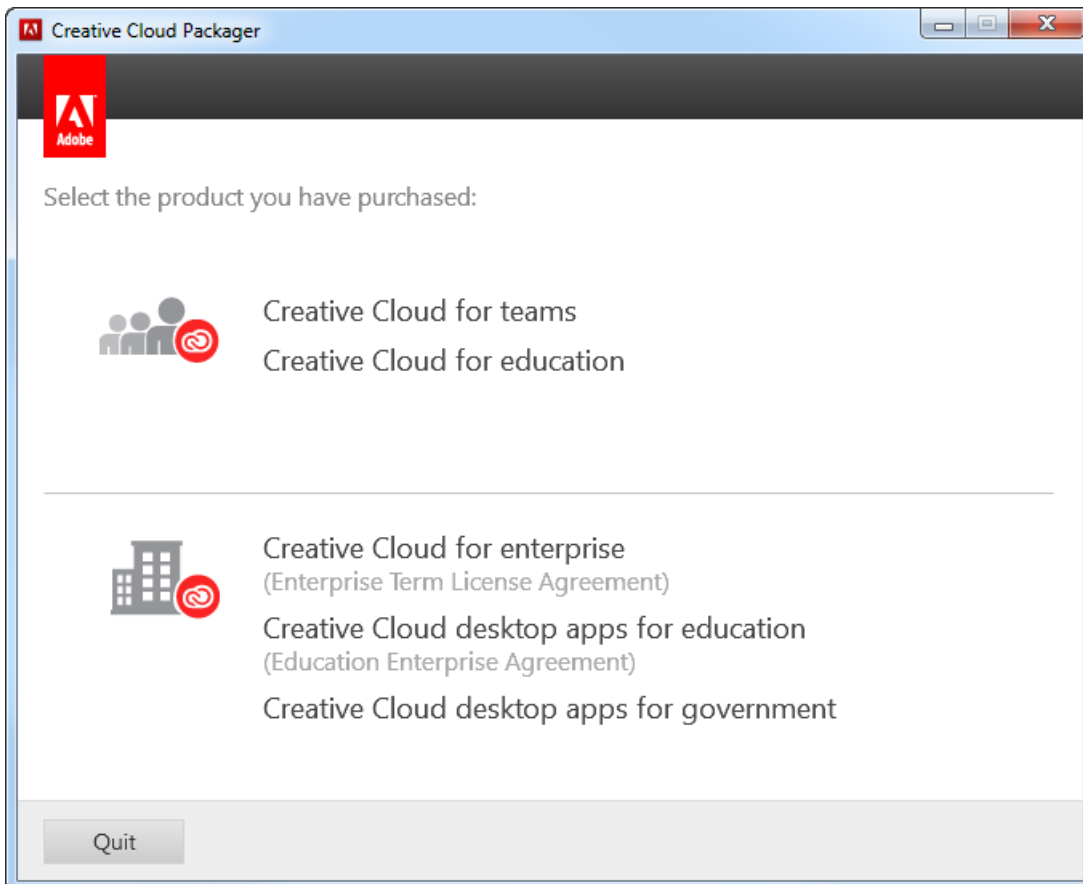 Creative Cloud Packager
Adobe
Select the product you have purchased:
Creative Cloud for teams
Creative Cloud for education
Creative Cloud for enterprise
(Enterprise Term License Agreement)
Creative Cloud desktop apps for education
(Education Enterprise Agreement)
Creative Cloud desktop apps for government
Quit